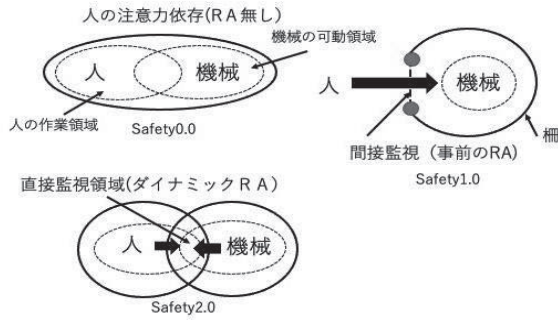 人の注意力依存(RA無し)
機械の可動領域
人
機械
人の作業領域
Safety0.0
人
機械
柵
間接監視（事前のRA)
Safety1.0
直接監視領域(ダイナミックRA）
人
機械
Safety2.0